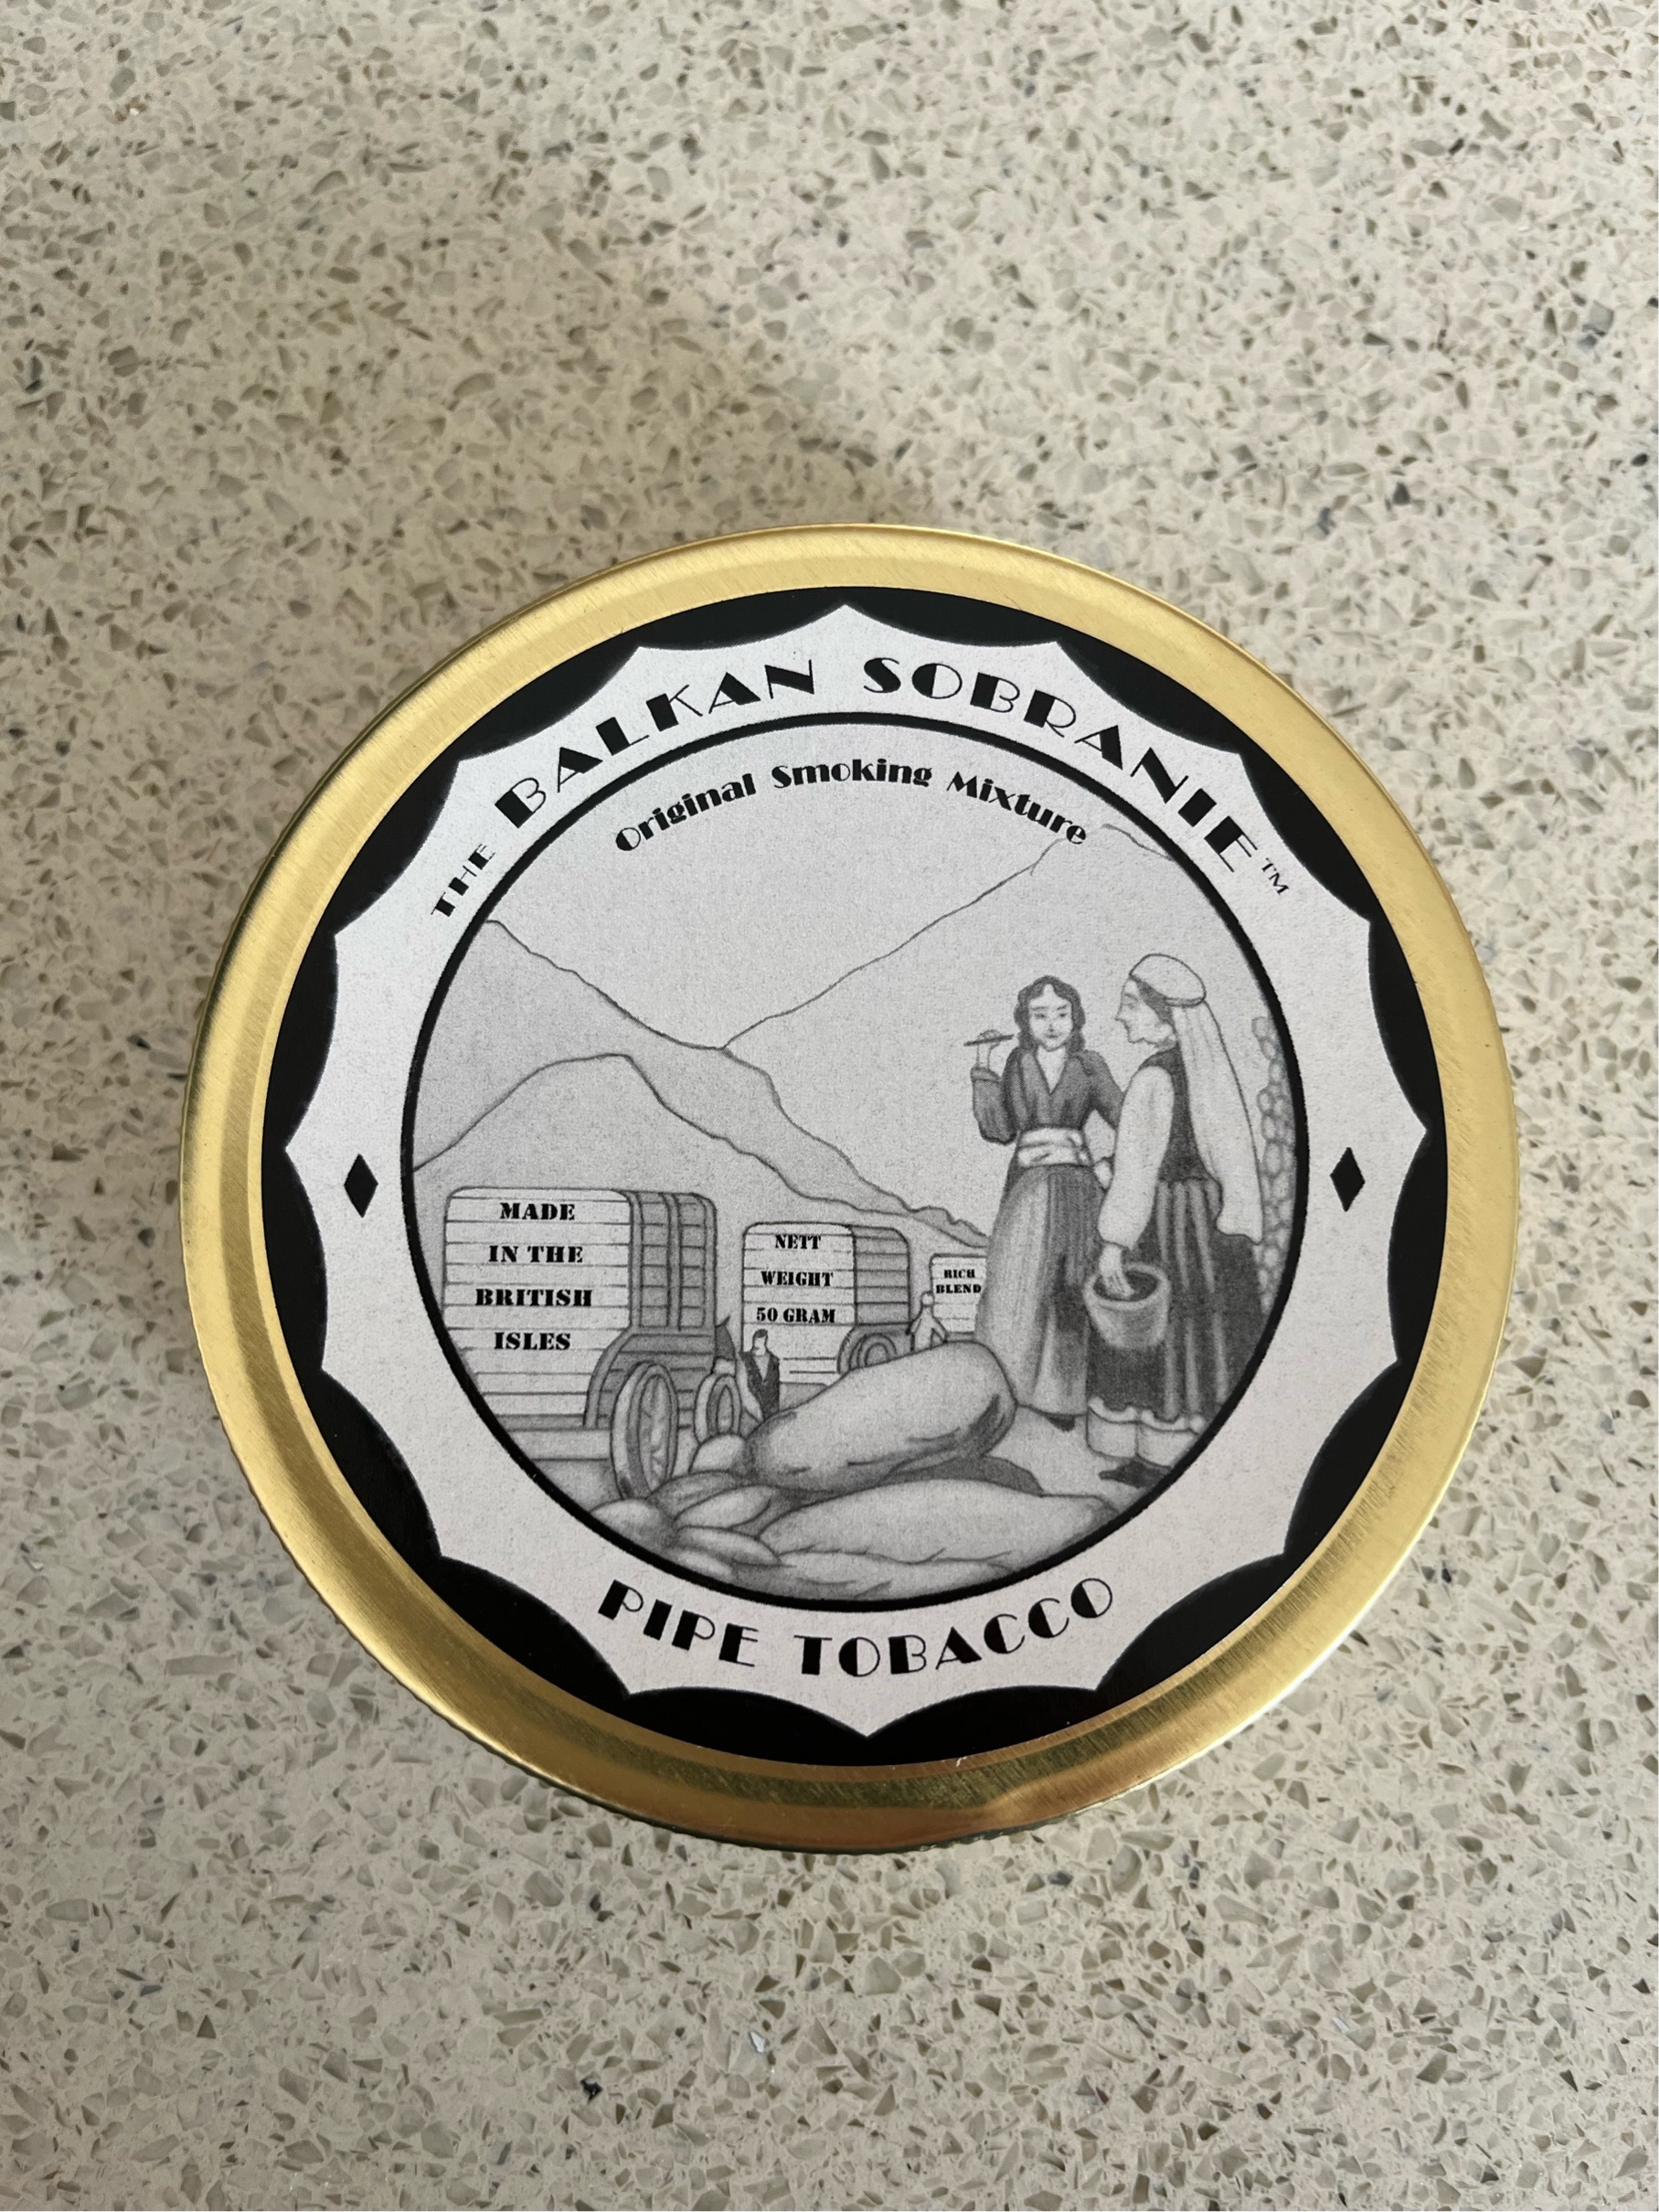 THE BALKAN SOBRANIE™
Original Smoking Mixture
MADE
IN THE
BRITISH
ISLES
NETT
WEIGHT
50 GRAM
RICH
BLEND
PIPE TOBACCO